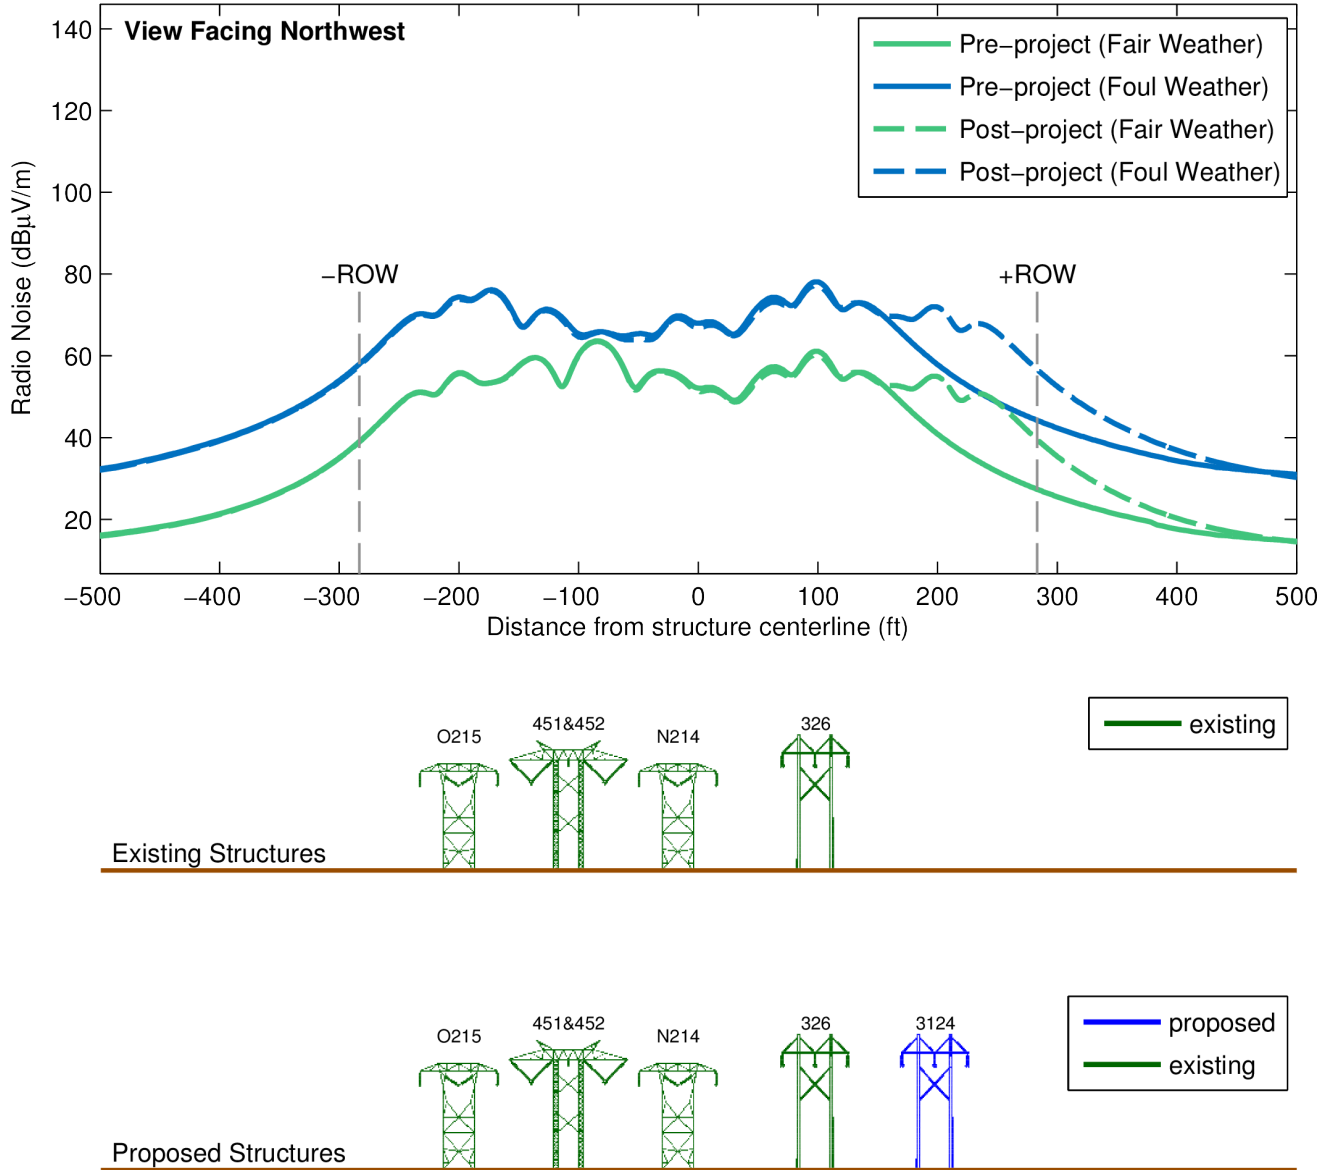 View Facing Northwest
Pre−project (Fair Weather)
Pre−project (Foul Weather)
Post−project (Fair Weather)
Post−project (Foul Weather)
140
120
100
80
60
40
20
Radio Noise (dBµV/m)
−ROW
+ROW
−500 −400 −300 −200 −100 0 100 200 300 400 500
Distance from structure centerline (ft)
existing
O215 451&452 N214 326
Existing Structures
proposed
existing
O215 451&452 N214 326 3124
Proposed Structures